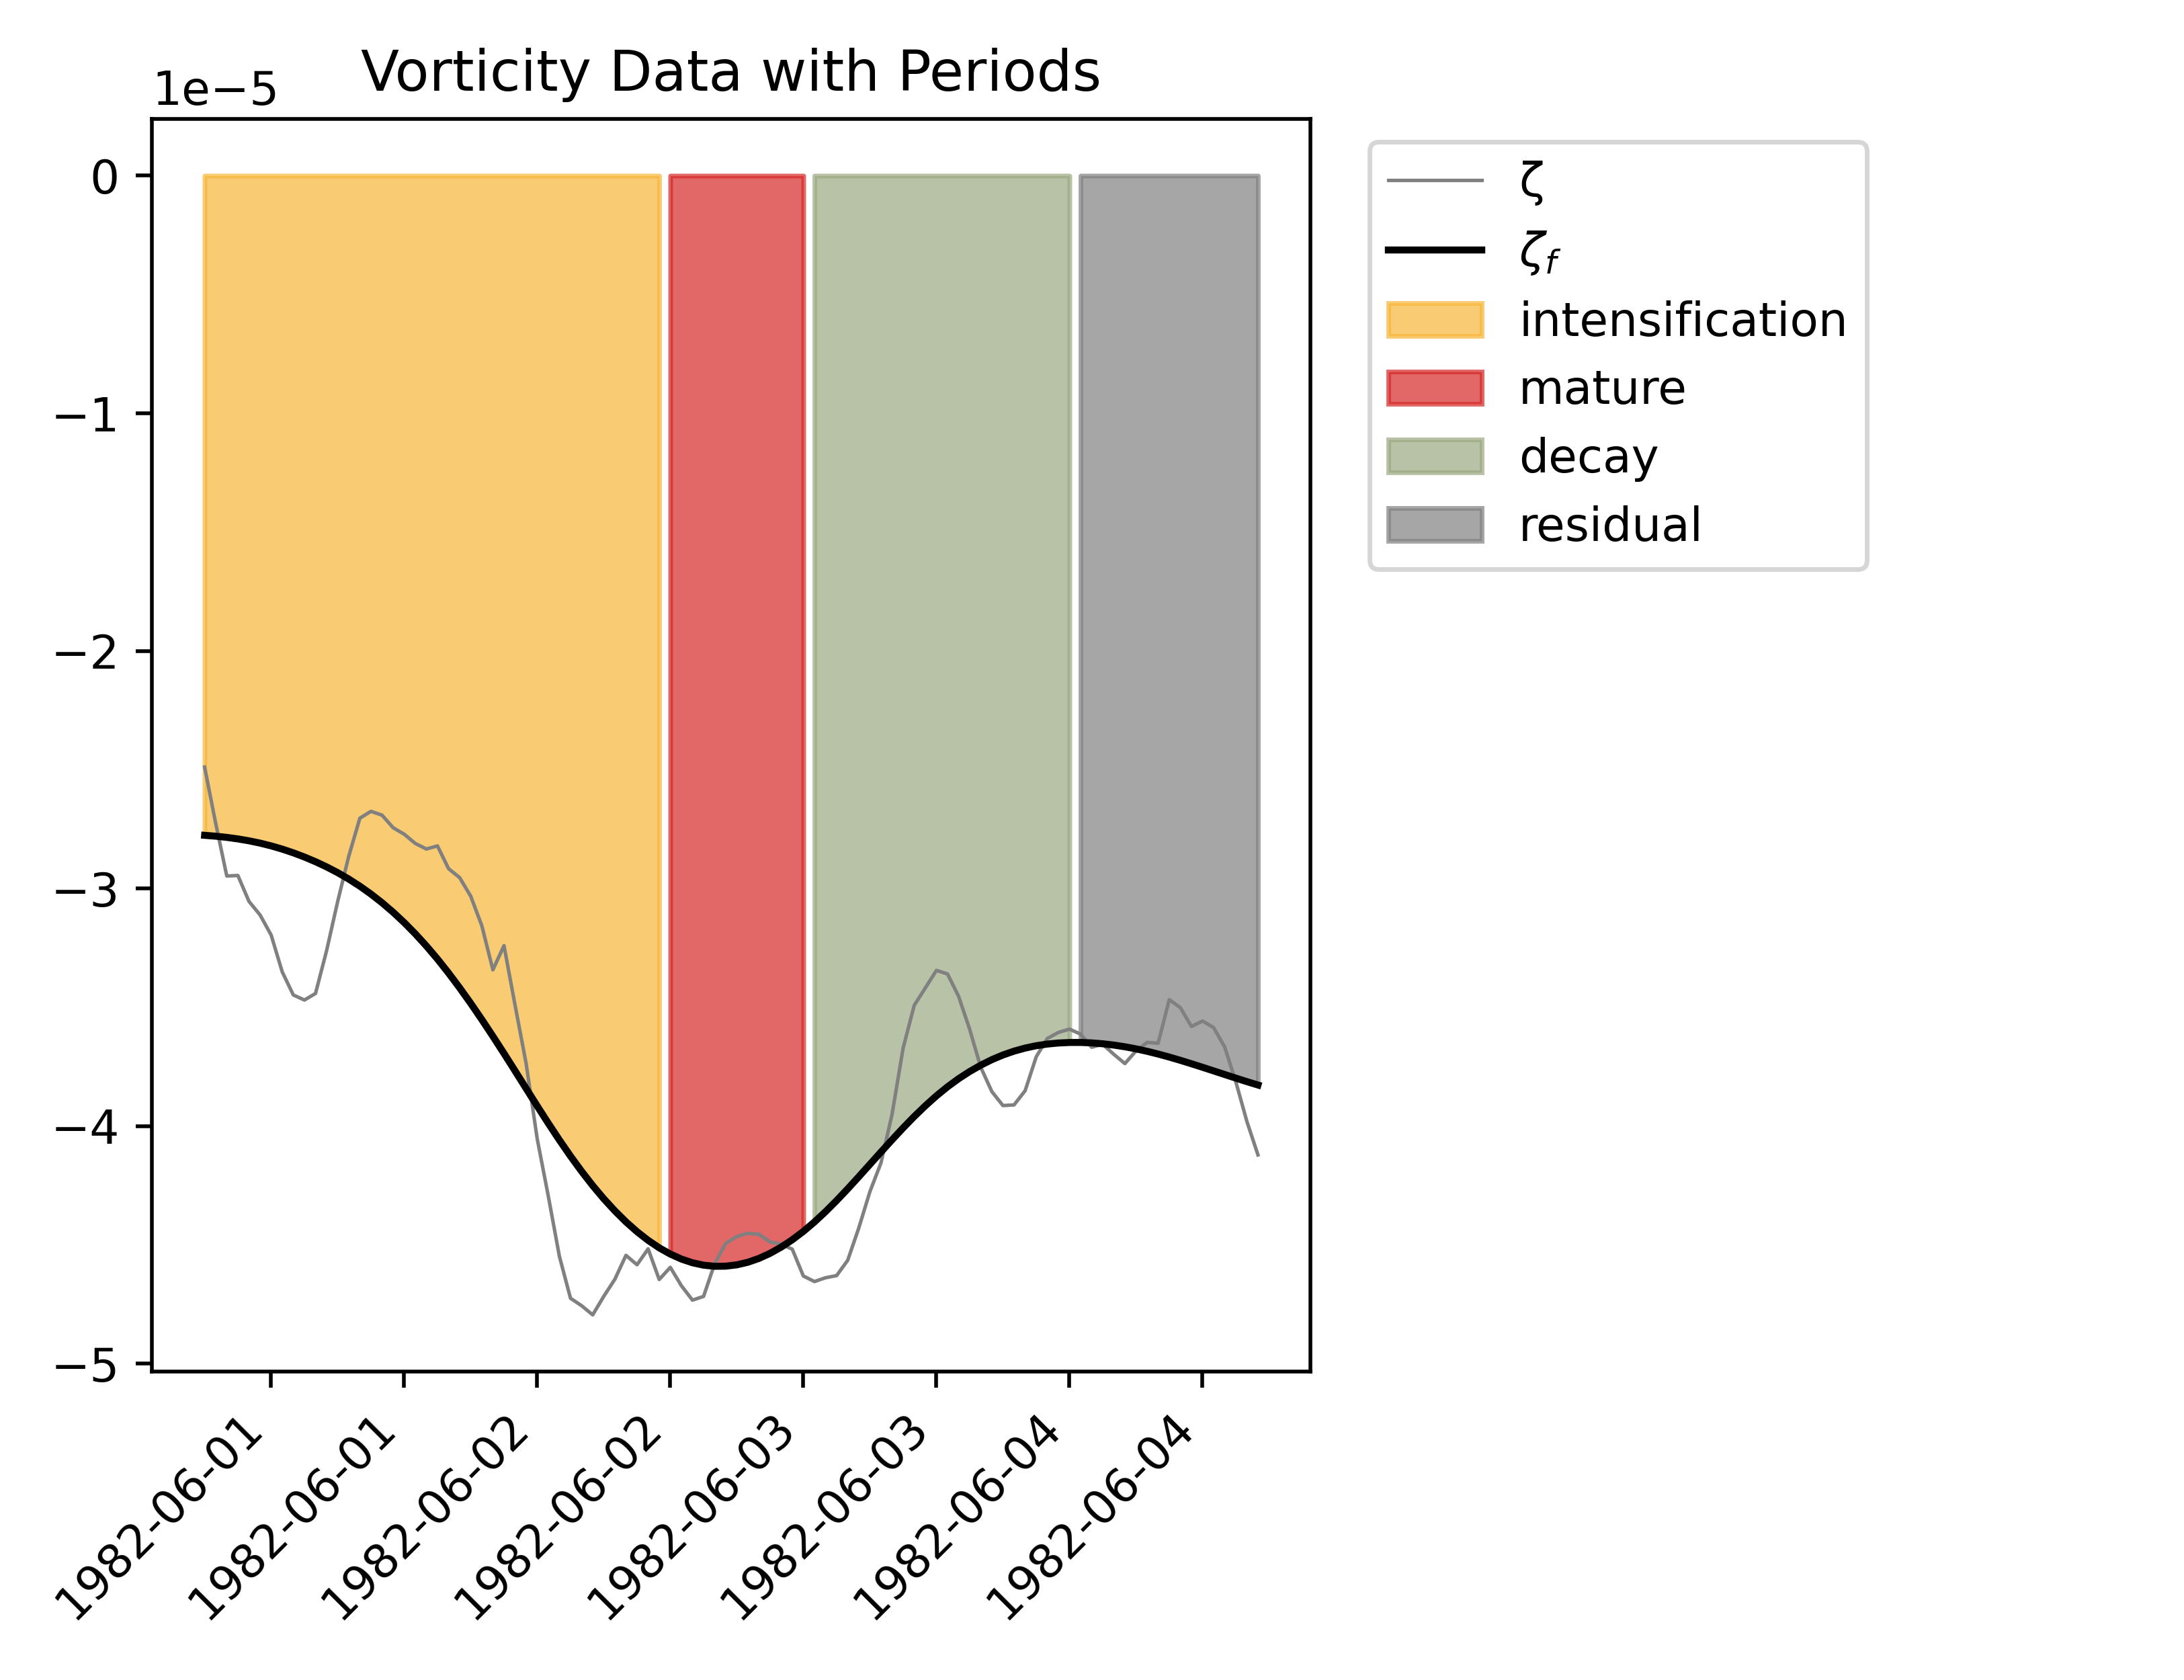 Vorticity Data with Periods
1e−5
0
−1
−2
−3
−4
−5
1982-06-01
1982-06-01
1982-06-02
1982-06-02
1982-06-03
1982-06-03
1982-06-04
1982-06-04
ζ
ζf
intensification
mature
decay
residual